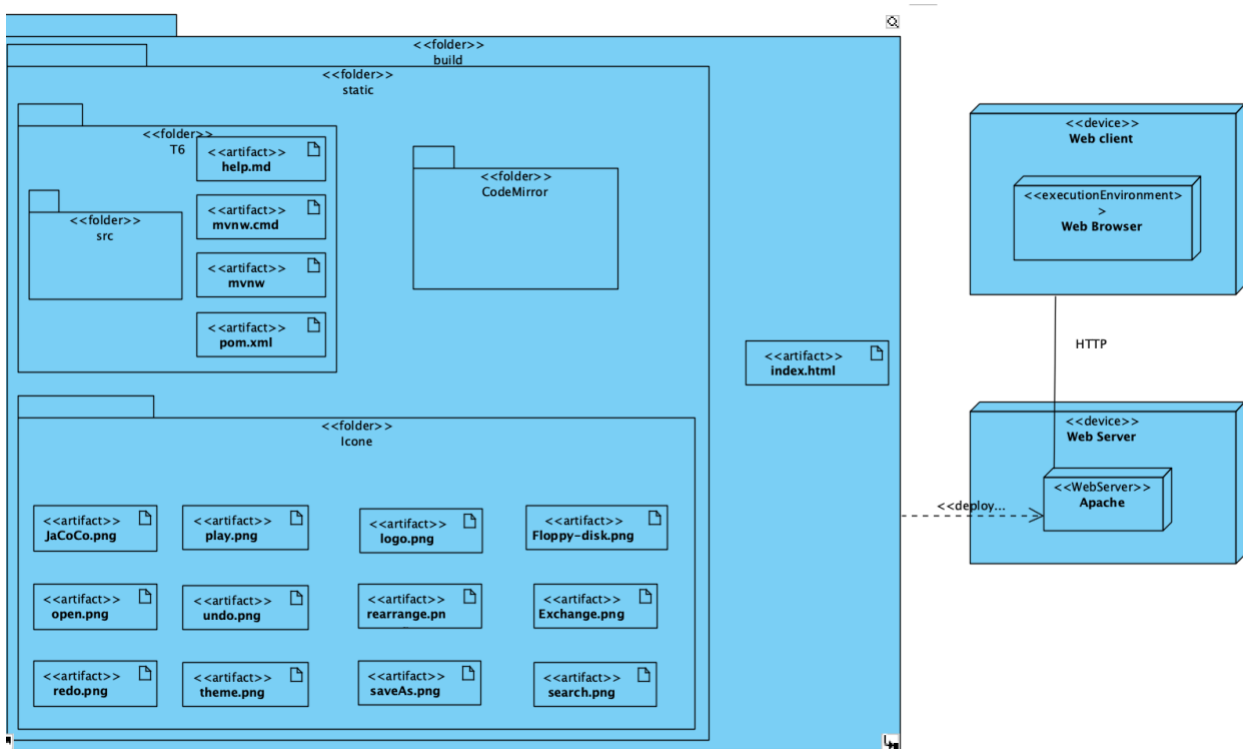 <<folder>>
build
<<folder>>
static
<<folder>>
T6
<<artifact>>
help.md
<<artifact>>
mvnw.cmd
<<artifact>>
mvnw
<<artifact>>
pom.xml
<<folder>>
src
<<folder>>
CodeMirror
<<artifact>>
index.html
<<folder>>
Icone
<<artifact>>
JaCoCo.png
<<artifact>>
play.png
<<artifact>>
logo.png
<<artifact>>
Floppy-disk.png
<<artifact>>
open.png
<<artifact>>
undo.png
<<artifact>>
rearrange.pn
<<artifact>>
Exchange.png
<<artifact>>
redo.png
<<artifact>>
theme.png
<<artifact>>
saveAs.png
<<artifact>>
search.png
<<device>>
Web client
<<executionEnvironment>
>
Web Browser
HTTP
<<device>>
Web Server
<<WebServer>>
Apache
<<deploy...